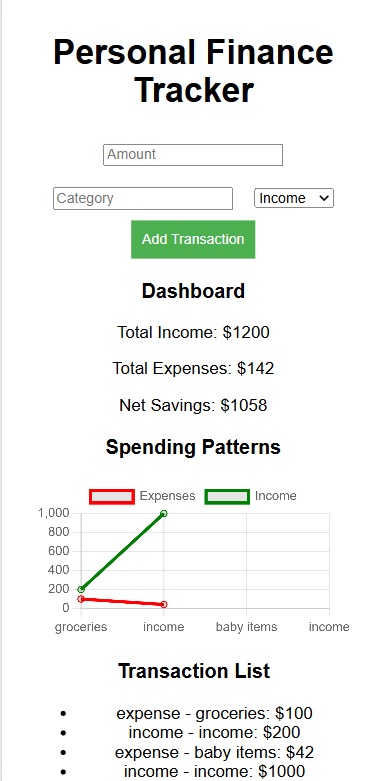 Personal Finance
Tracker
Amount
Category
Income
Add Transaction
Dashboard
Total Income: $1200
Total Expenses: $142
Net Savings: $1058
Spending Patterns
Expenses Income
1,000
800
600
400
200
0
groceries income baby items income
Transaction List
expense - groceries: $100
income - income: $200
expense - baby items: $42
income - income: $1000